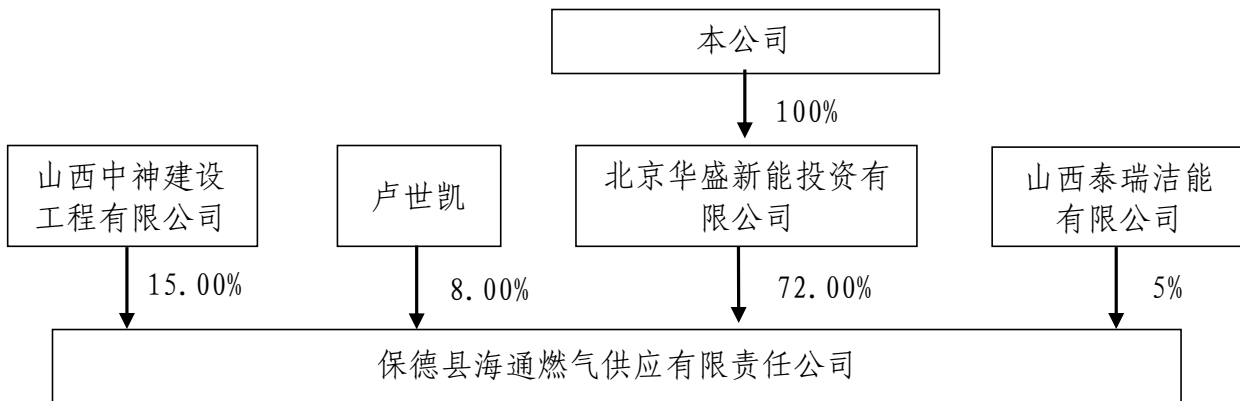 本公司
100%
山西中神建设
工程有限公司
卢世凯
北京华盛新能投资有
限公司
山西泰瑞洁能
有限公司
15.00%
8.00%
72.00%
5%
保德县海通燃气供应有限责任公司